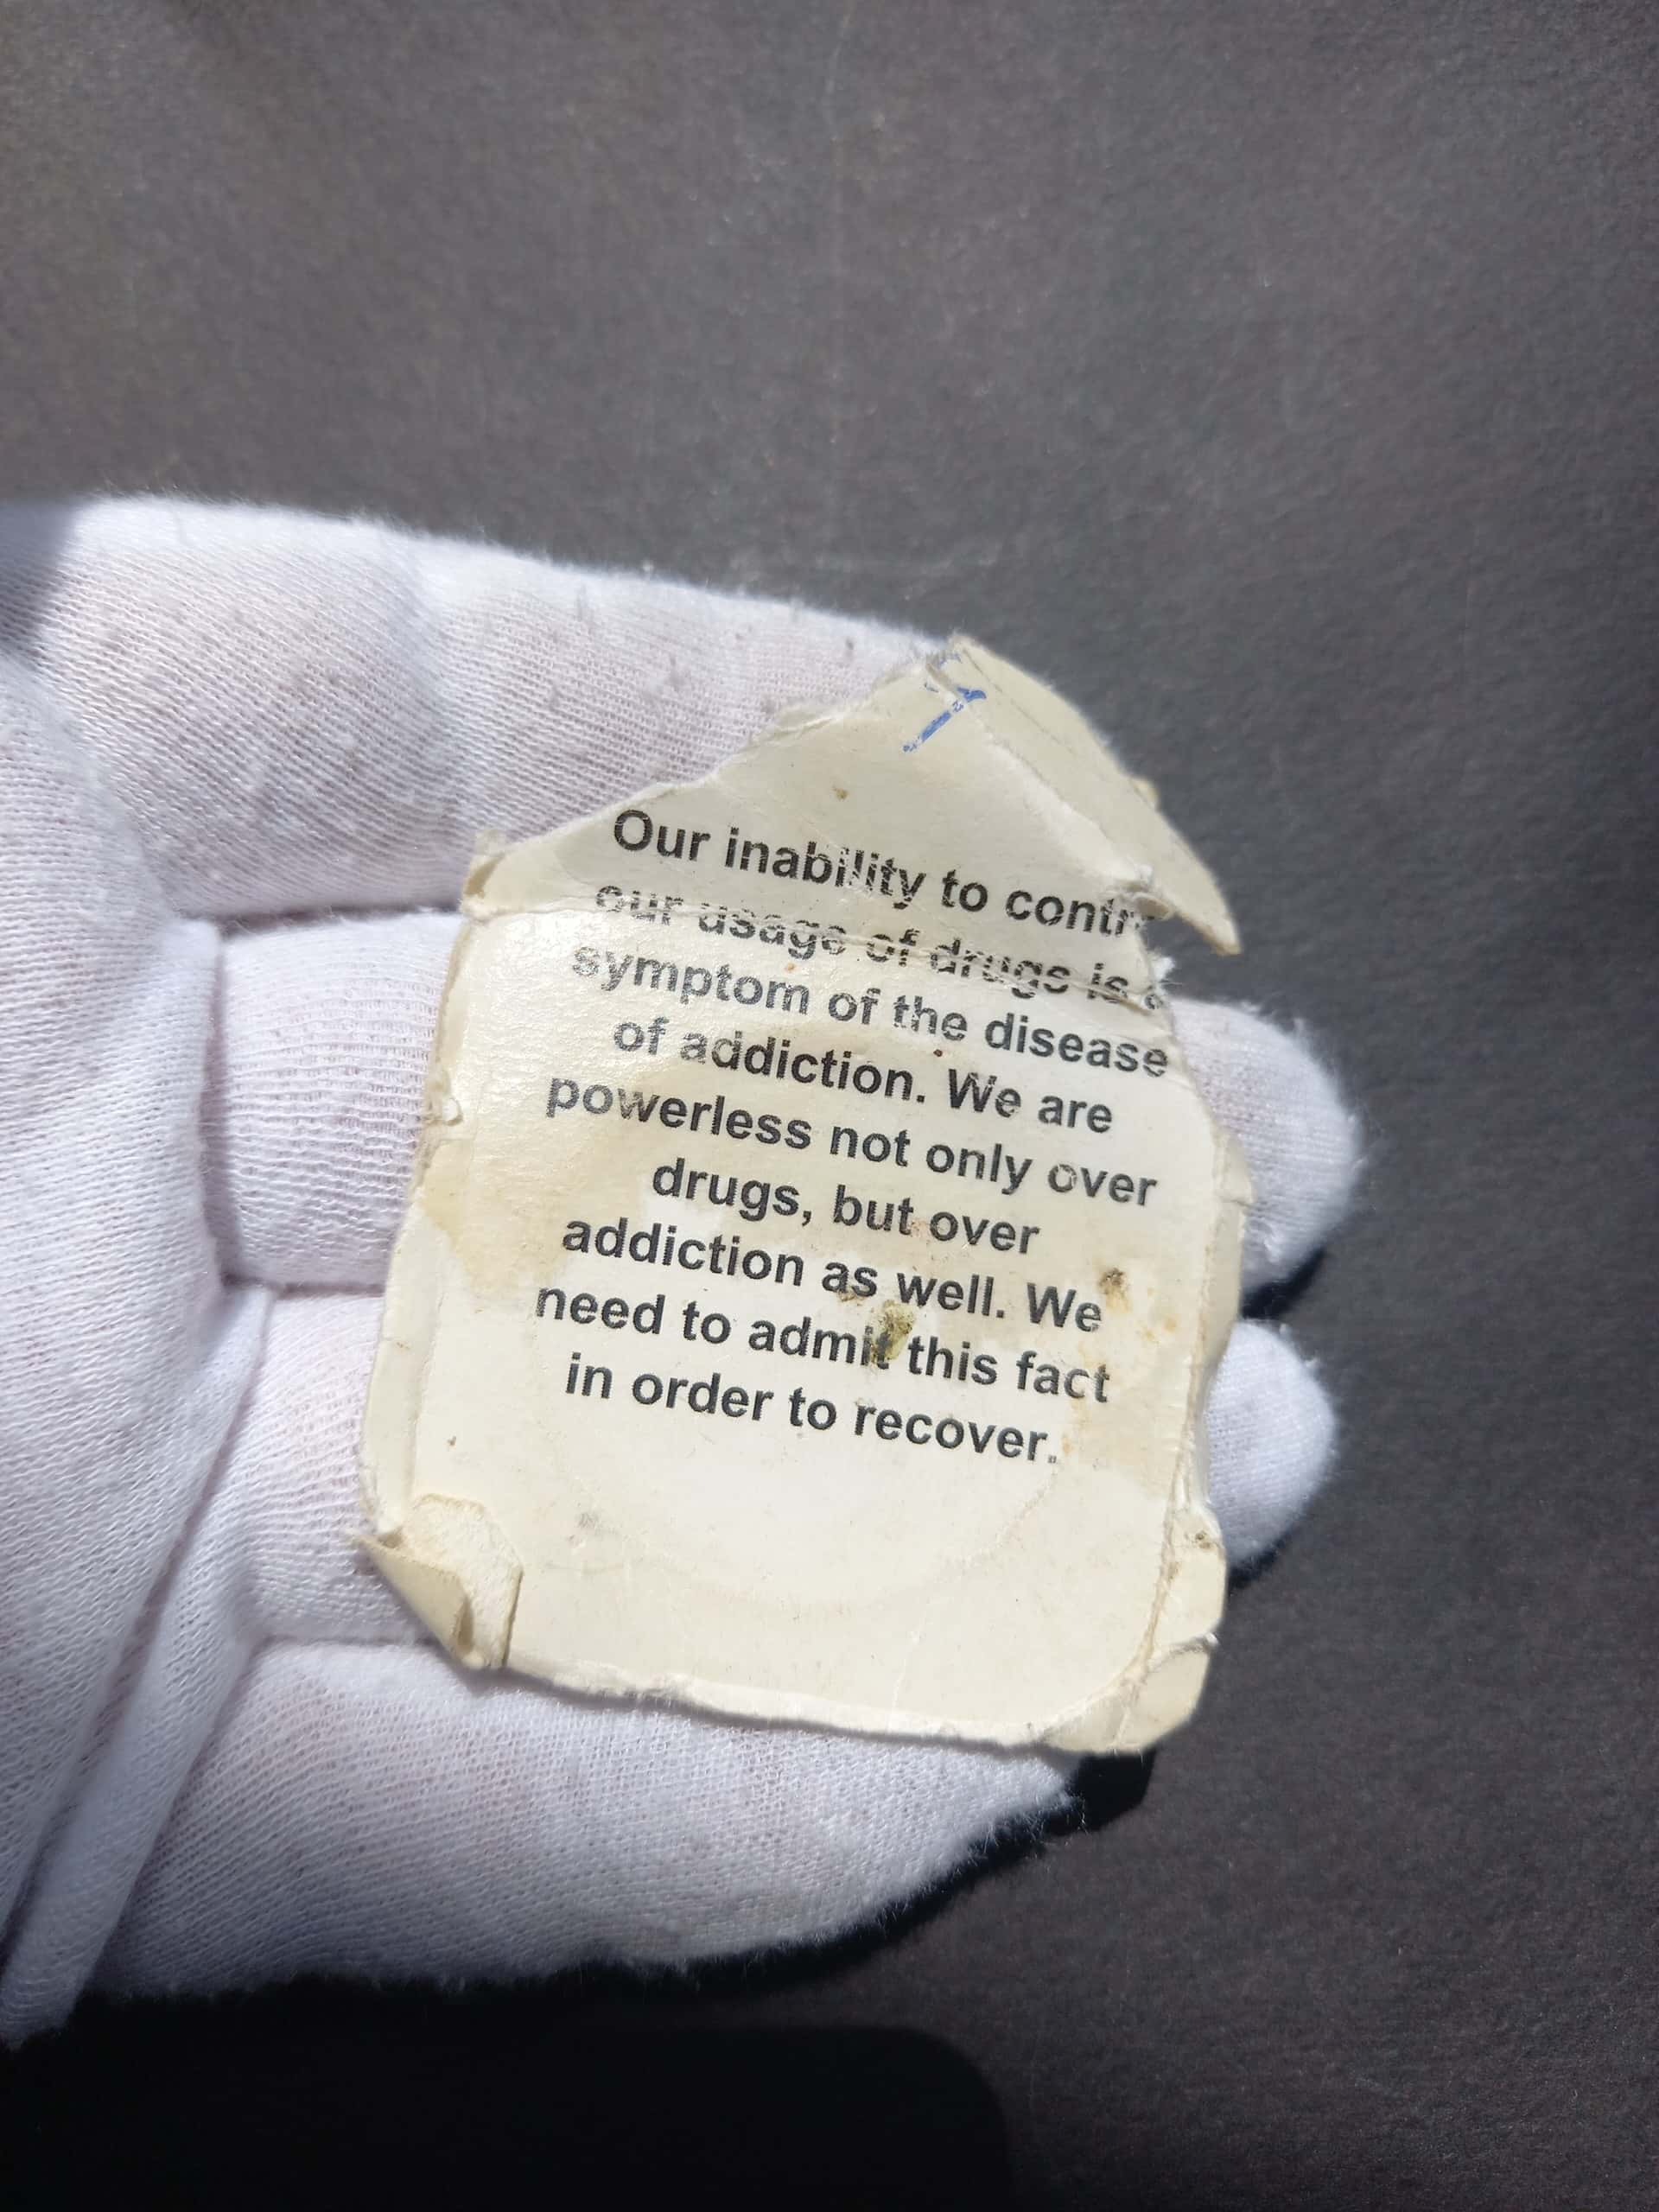 Our inability to contr
our usage of drugs is a
symptom of the disease
of addiction. We are
powerless not only over
drugs, but over
addiction as well. We
need to admit this fact
in order to recover.